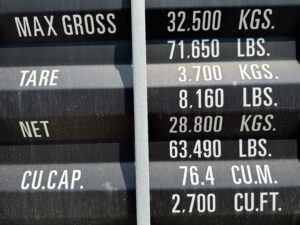 MAX GROSS 32,500 KGS.
71,650 LBS.
TARE 3,700 KGS.
8,160 LBS.
NET 28,800 KGS.
63,490 LBS.
CU.CAP. 76.4 CU.M.
2,700 CU.FT.